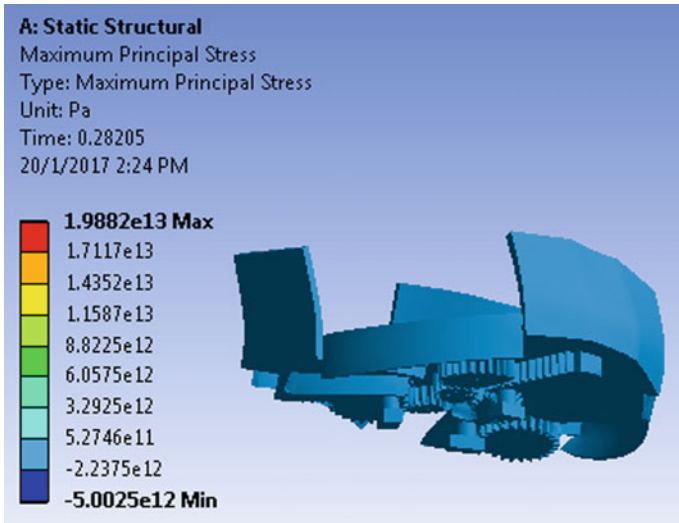 A: Static Structural
Maximum Principal Stress
Type: Maximum Principal Stress
Unit: Pa
Time: 0.28205
20/1/2017 2:24 PM
1.9882e13 Max
1.7117e13
1.4352e13
1.1587e13
8.8225e12
6.0575e12
3.2925e12
5.2746e11
-2.2375e12
-5.0025e12 Min